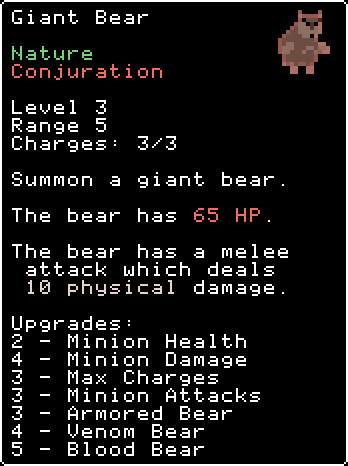 Giant Bear
Nature
Conjuration
Level 3
Range 5
Charges: 3/3
Summon a giant bear.
The bear has 65 HP.
The bear has a melee
attack which deals
10 physical damage.
Upgrades:
2 - Minion Health
4 - Minion Damage
3 - Max Charges
3 - Minion Attacks
3 - Armored Bear
4 - Venom Bear
5 - Blood Bear